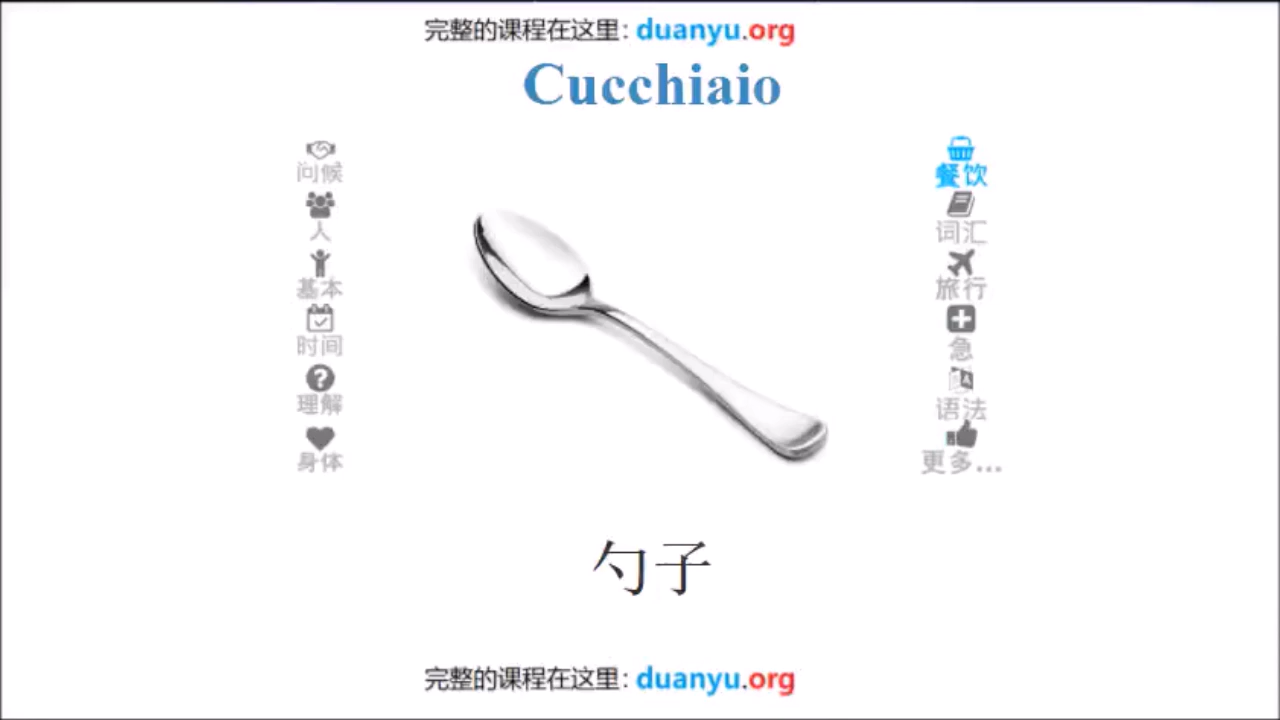 完整的课程在这里: duanyu.org
Cucchiaio
问候
人
基本
时间
理解
身体
餐饮
词汇
旅行
急
语法
更多...
勺子
完整的课程在这里: duanyu.org